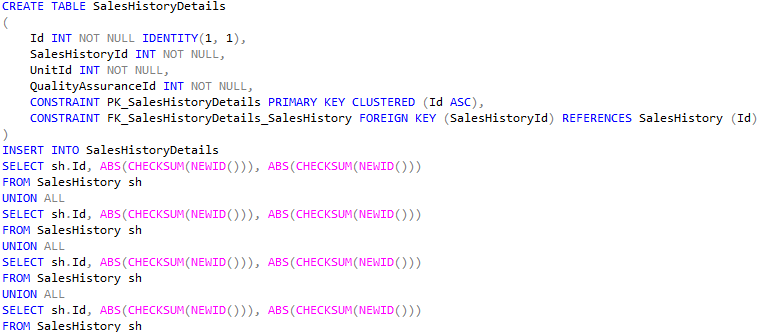 CREATE TABLE SalesHistoryDetails
(
    Id INT NOT NULL IDENTITY(1, 1),
    SalesHistoryId INT NOT NULL,
    UnitId INT NOT NULL,
    QualityAssuranceId INT NOT NULL,
    CONSTRAINT PK_SalesHistoryDetails PRIMARY KEY CLUSTERED (Id ASC),
    CONSTRAINT FK_SalesHistoryDetails_SalesHistory FOREIGN KEY (SalesHistoryId) REFERENCES SalesHistory (Id)
)
INSERT INTO SalesHistoryDetails
SELECT sh.Id, ABS(CHECKSUM(NEWID())), ABS(CHECKSUM(NEWID()))
FROM SalesHistory sh
UNION ALL
SELECT sh.Id, ABS(CHECKSUM(NEWID())), ABS(CHECKSUM(NEWID()))
FROM SalesHistory sh
UNION ALL
SELECT sh.Id, ABS(CHECKSUM(NEWID())), ABS(CHECKSUM(NEWID()))
FROM SalesHistory sh
UNION ALL
SELECT sh.Id, ABS(CHECKSUM(NEWID())), ABS(CHECKSUM(NEWID()))
FROM SalesHistory sh